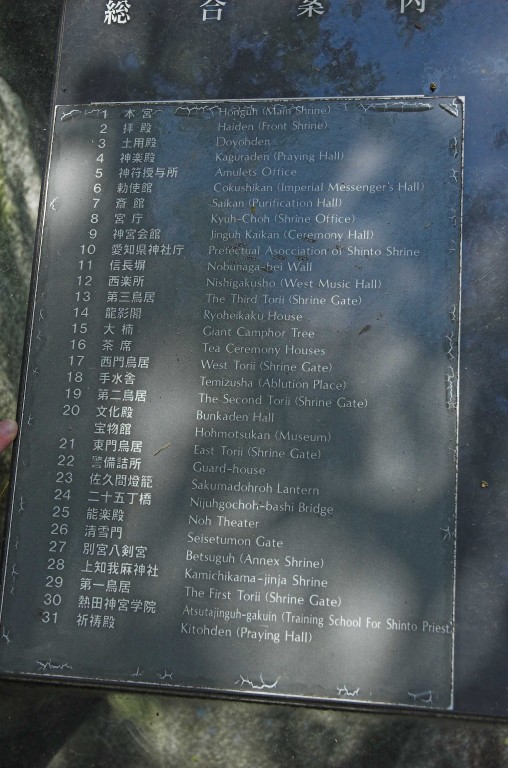 総合案内
1 本宮 Honguh (Main Shrine)
2 拝殿 Haiden (Front Shrine)
3 土用殿 Doyohden
4 神楽殿 Kaguraden (Praying Hall)
5 神符授与所 Amulets Office
6 勅使館 Cokushikan (Imperial Messenger's Hall)
7 斎館 Saikan (Purification Hall)
8 宮庁 Kyuh-Choh (Shrine Office)
9 神宮会館 Jinguh Kaikan (Ceremony Hall)
10 愛知県神社庁 Prefectual Asocciation of Shinto Shrine
11 信長塀 Nobunaga-bei Wall
12 西楽所 Nishigakusho (West Music Hall)
13 第三鳥居 The Third Torii (Shrine Gate)
14 龍影閣 Ryoheikaku House
15 大楠 Giant Camphor Tree
16 茶席 Tea Ceremony Houses
17 西門鳥居 West Torii (Shrine Gate)
18 手水舎 Temizusha (Ablution Place)
19 第二鳥居 The Second Torii (Shrine Gate)
20 文化殿 Bunkaden Hall
宝物館 Hohmotsukan (Museum)
21 東門鳥居 East Torii (Shrine Gate)
22 警備詰所 Guard-house
23 佐久間燈籠 Sakumadohroh Lantern
24 二十五丁橋 Nijuhgochoh-bashi Bridge
25 能楽殿 Noh Theater
26 清雪門 Seisetumon Gate
27 別宮八剣宮 Betsuguh (Annex Shrine)
28 上知我麻神社 Kamichikama-jinja Shrine
29 第一鳥居 The First Torii (Shrine Gate)
30 熱田神宮学院 Atsutajinguh-gakuin (Training School For Shinto Priest)
31 祈祷殿 Kitohden (Praying Hall)